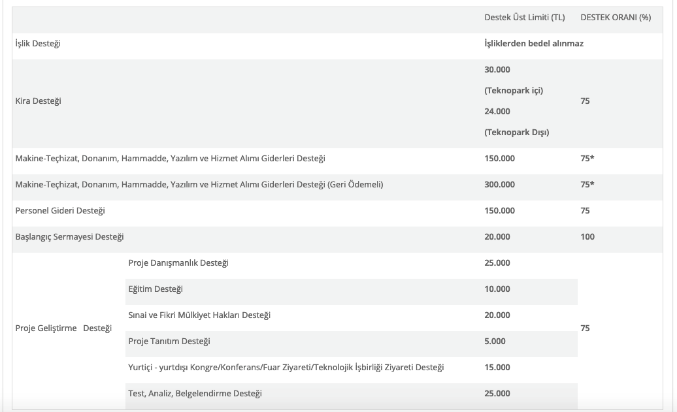 Destek Üst Limiti (TL) DESTEK ORANI (%)
İşlik Desteği İşliklerden bedel alınmaz
Kira Desteği 30.000 (Teknopark içi) 24.000 (Teknopark Dışı) 75
Makine-Teçhizat, Donanım, Hammadde, Yazılım ve Hizmet Alımı Giderleri Desteği 150.000 75*
Makine-Teçhizat, Donanım, Hammadde, Yazılım ve Hizmet Alımı Giderleri Desteği (Geri Ödemeli) 300.000 75*
Personel Gideri Desteği 150.000 75
Başlangıç Sermayesi Desteği 20.000 100
Proje Geliştirme Desteği 75
Proje Danışmanlık Desteği 25.000
Eğitim Desteği 10.000
Sınai ve Fikri Mülkiyet Hakları Desteği 20.000
Proje Tanıtım Desteği 5.000
Yurtiçi - yurtdışı Kongre/Konferans/Fuar Ziyareti/Teknolojik İşbirliği Ziyareti Desteği 15.000
Test, Analiz, Belgelendirme Desteği 25.000